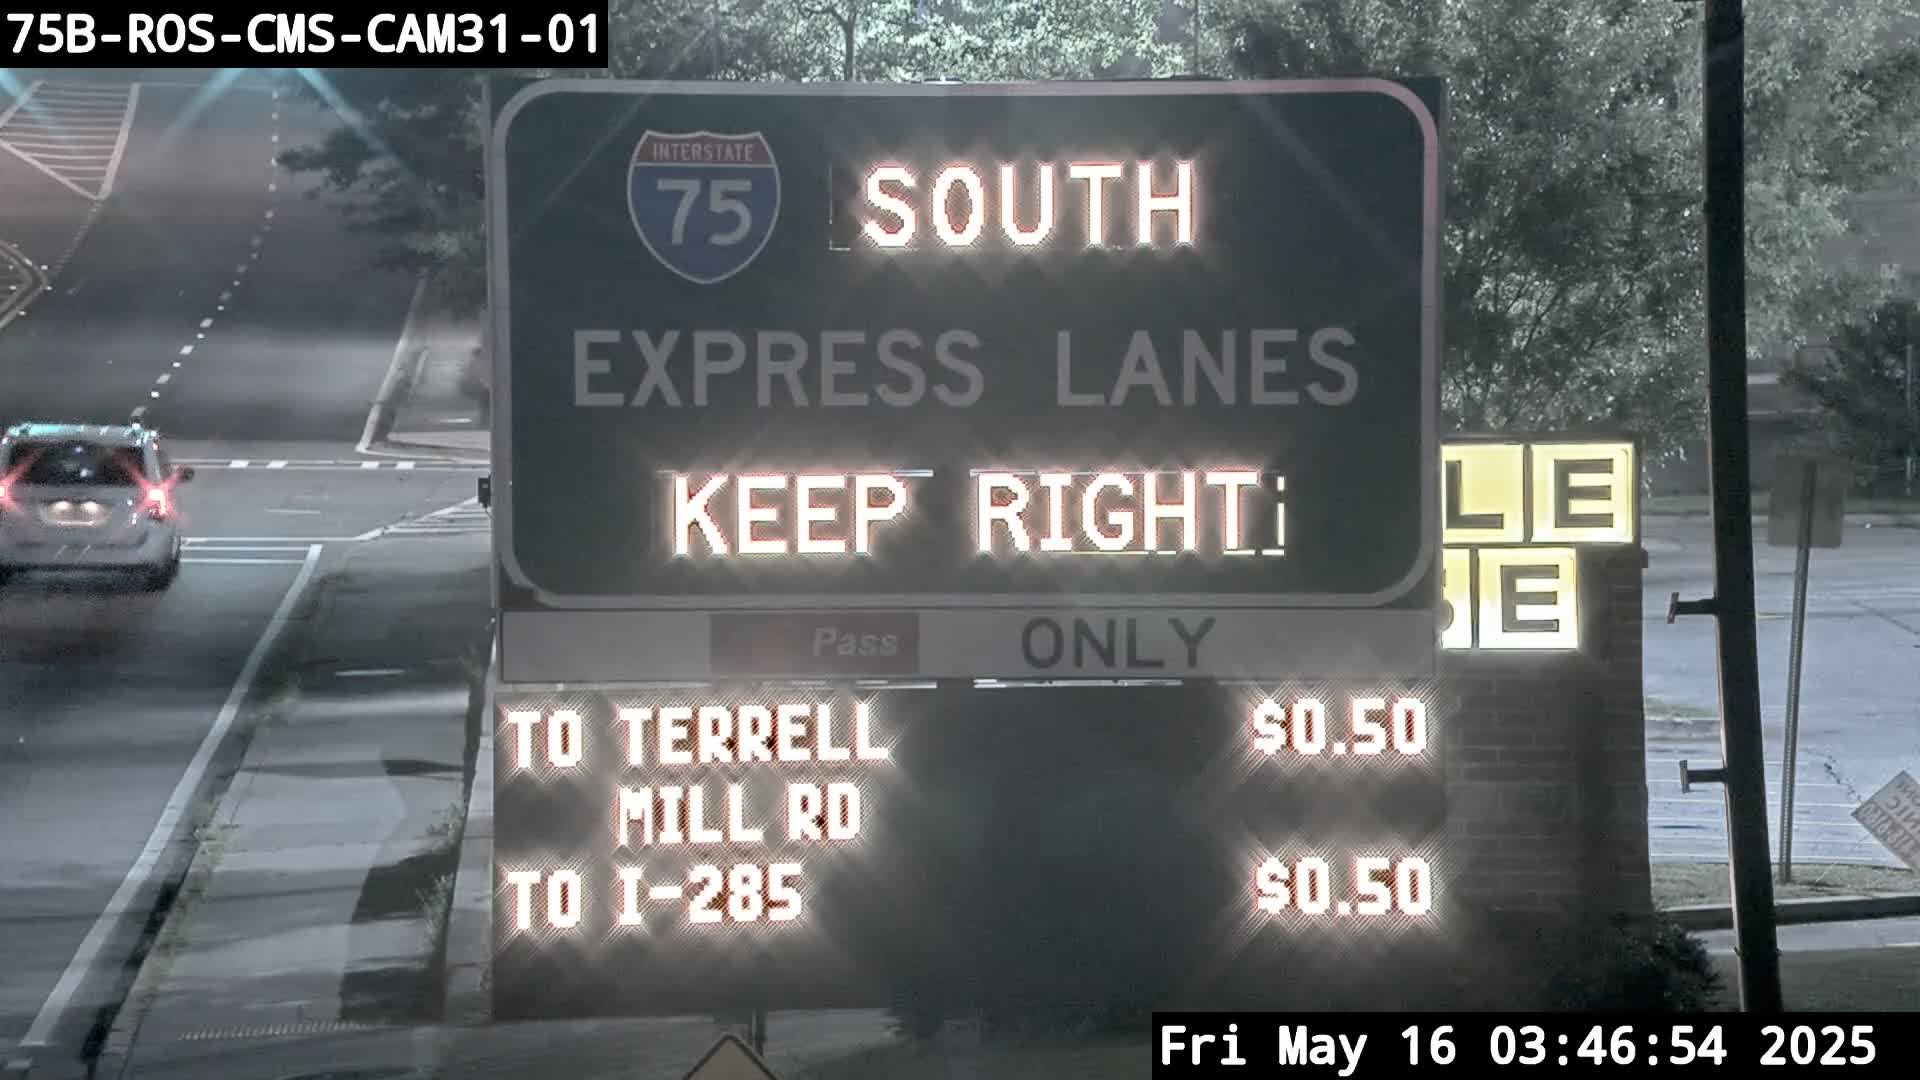 75B-ROS-CMS-CAM31-01
INTERSTATE
75
SOUTH
EXPRESS LANES
KEEP RIGHT
Pass ONLY
TO TERRELL $0.50
MILL RD
TO I-285 $0.50
LE
E
Fri May 16 03:46:54 2025